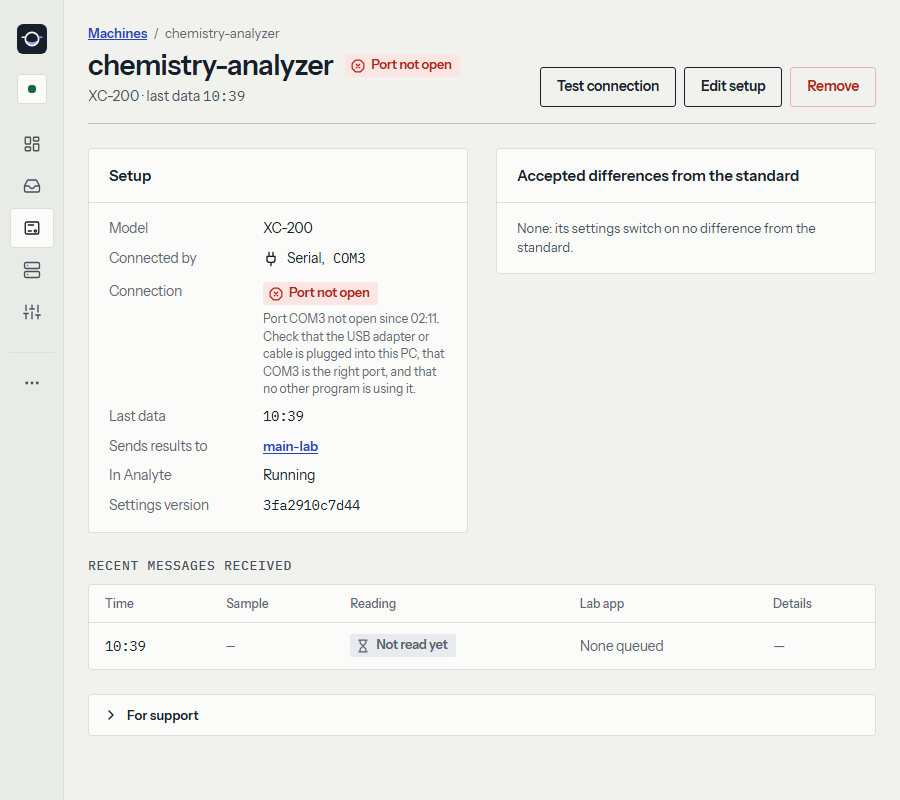 Machines / chemistry-analyzer
chemistry-analyzer Port not open
XC-200 · last data 10:39
Test connection Edit setup Remove
Setup
Model XC-200
Connected by Serial, COM3
Connection Port not open
Port COM3 not open since 02:11.
Check that the USB adapter or
cable is plugged into this PC, that
COM3 is the right port, and that
no other program is using it.
Last data 10:39
Sends results to main-lab
In Analyte Running
Settings version 3fa2910c7d44
Accepted differences from the standard
None: its settings switch on no difference from the
standard.
RECENT MESSAGES RECEIVED
Time Sample Reading Lab app Details
10:39 – Not read yet None queued —
For support